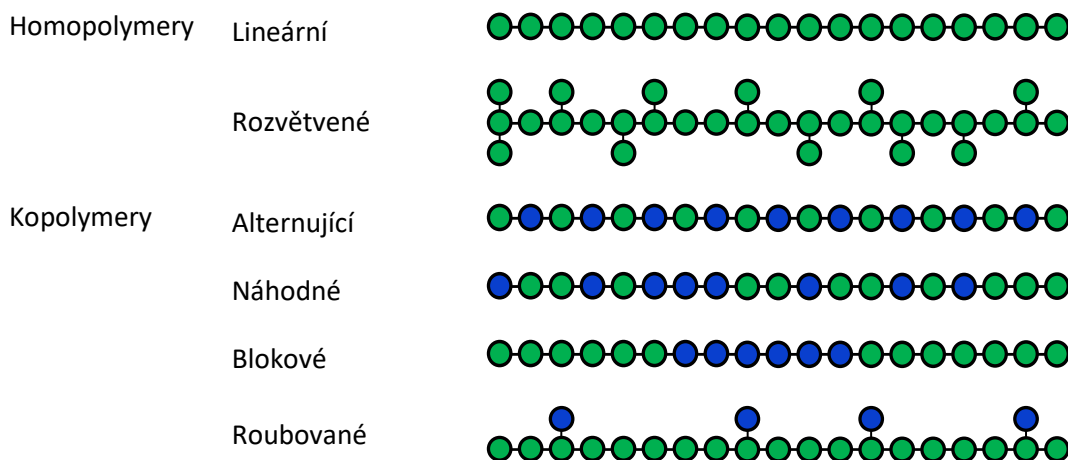 Homopolymery Lineární
Rozvětvené
Kopolymery Alternující
Náhodné
Blokové
Roubované